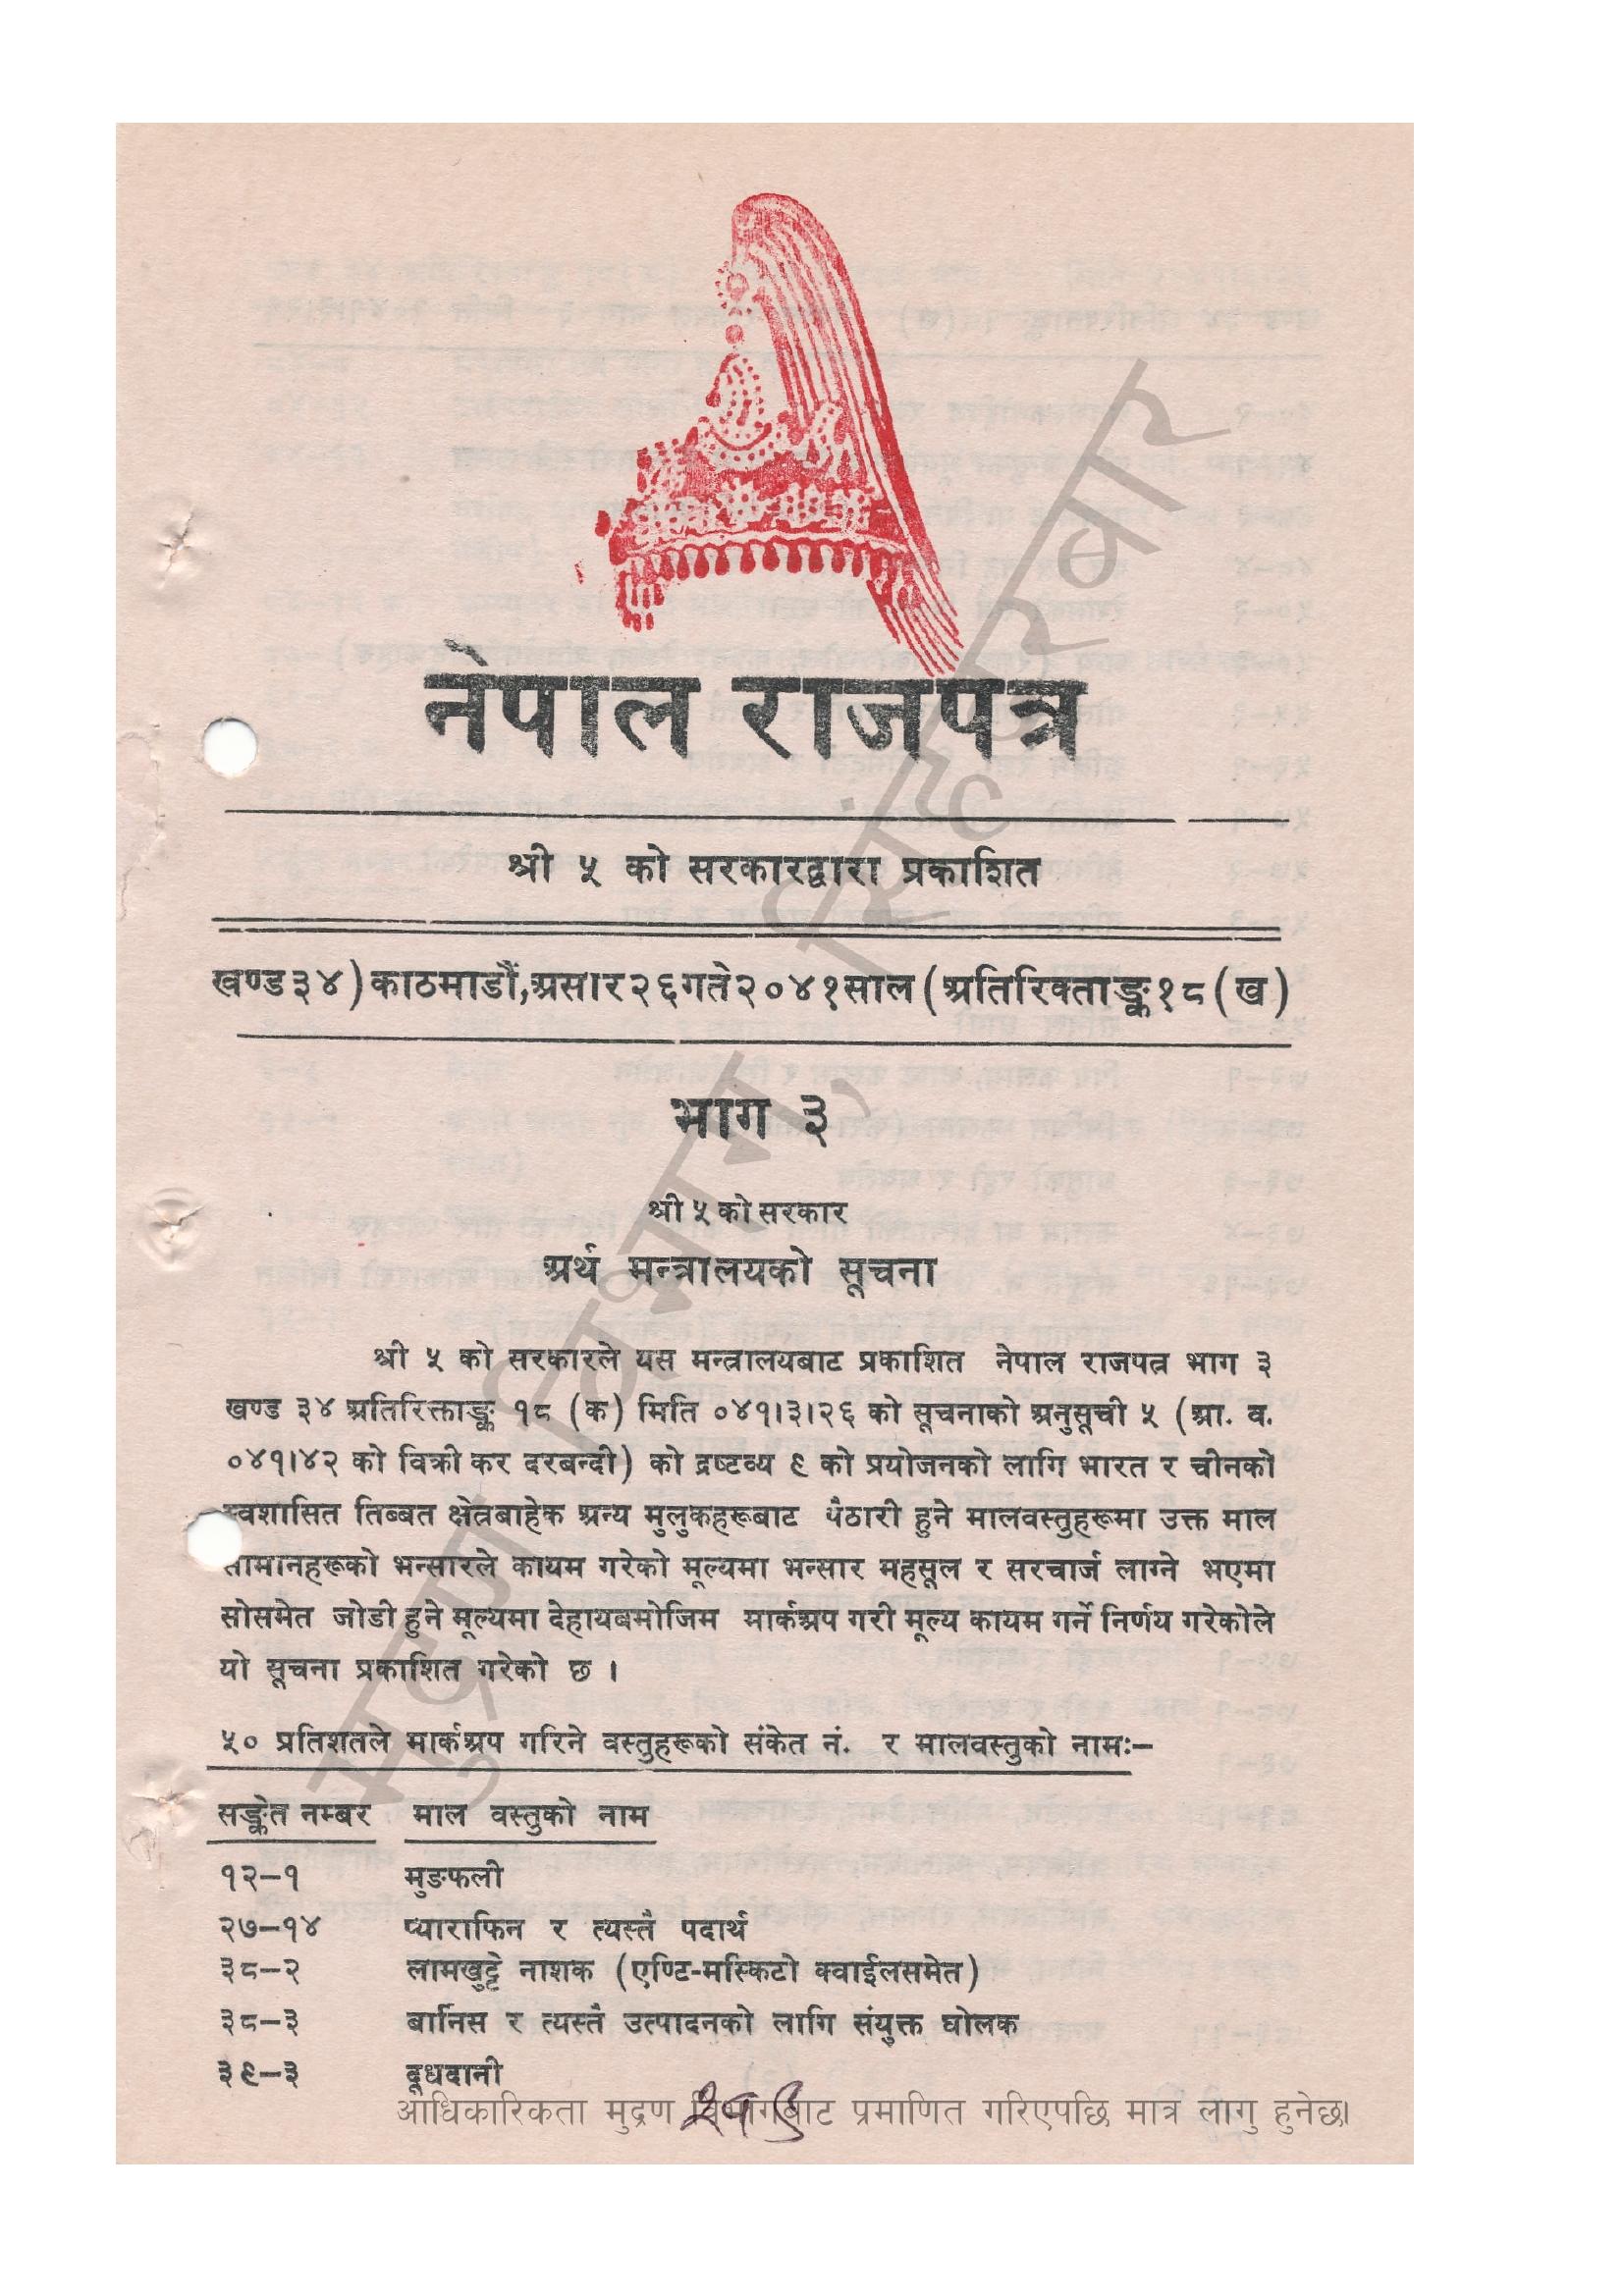 नेपाल राजपत्र
श्री ५ को सरकारद्वारा प्रकाशित
खण्ड ३४) काठमाडौं, असार २६ गते २०४१ साल (अतिरिक्ताङ्क १८ (ख)
भाग ३
श्री ५ को सरकार
अर्थ मन्त्रालयको सूचना
श्री ५ को सरकारले यस मन्त्रालयबाट प्रकाशित नेपाल राजपत्र भाग ३
खण्ड ३४ अतिरिक्ताङ्क १८ (क) मिति ०४१।३।२६ को सूचनाको अनुसूची ५ (आ. व.
०४१।४२ को विक्री कर दरबन्दी) को द्रष्टव्य ९ को प्रयोजनको लागि भारत र चीनको
स्वशासित तिब्बत क्षेत्रबाहेक अन्य मुलुकहरूबाट पैठारी हुने मालवस्तुहरूमा उक्त माल
सामानहरूको भन्सारले कायम गरेको मूल्यमा भन्सार महसूल र सरचार्ज लाग्ने भएमा
सोसमेत जोडी हुने मूल्यमा देहायबमोजिम मार्कअप गरी मूल्य कायम गर्ने निर्णय गरेकोले
यो सूचना प्रकाशित गरेको छ ।
५० प्रतिशतले मार्कअप गरिने वस्तुहरूको संकेत नं. र मालवस्तुको नामः–
सङ्केत नम्बर माल वस्तुको नाम
१२–१ मुङफली
२७–१४ प्याराफिन र त्यस्तै पदार्थ
३८–२ लामखुट्टे नाशक (एण्टि-मस्किटो क्वाईलसमेत)
३८–३ बार्निस र त्यस्तै उत्पादनको लागि संयुक्त घोलक
३९–३ दूधदानी
२१९
आधिकारिकता मुद्रण विभागबाट प्रमाणित गरिएपछि मात्र लागु हुनेछ।
मुद्रण विभाग, सिंहदरबार